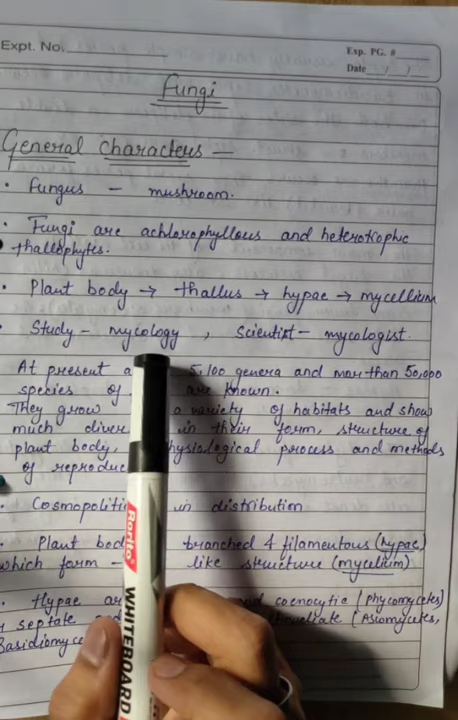 Expt. No.
Exp. PG. #
Date / /
Fungi
General Characters –
• Fungus – mushroom.
• Fungi are achlorophyllous and heterotrophic
• thallophytes.
• Plant body → thallus → hypae → mycellium
• Study – mycology , Scientist – mycologist.
At present 5,100 genera and more than 50,000
species of are known.
They grow a variety of habitats and show
much diver in their form, structure of
plant body, hysiological process and methods
of reproduc
• Cosmopoliti in distribution
• Plant bod branched & filamentous (hypae)
which form – like structure (mycelium)
• Hypae ar coenocytic (Phycomycetes)
septate [Ascomycetes,
Basidiomyce
Rorito
WHITEBOARD